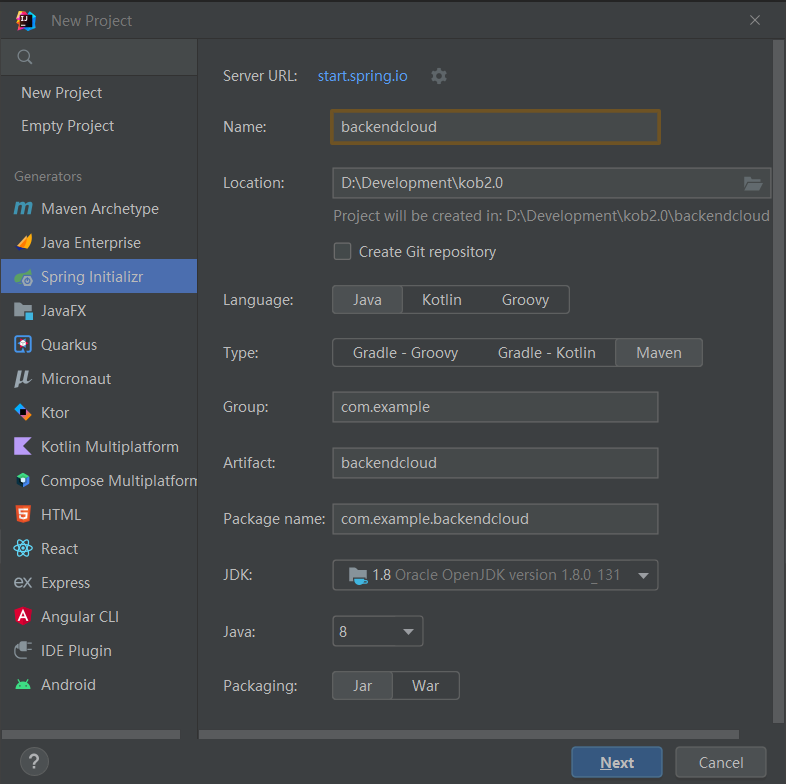 New Project
New Project
Empty Project
Generators
Maven Archetype
Java Enterprise
Spring Initializr
JavaFX
Quarkus
Micronaut
Ktor
Kotlin Multiplatform
Compose Multiplatform
HTML
React
ex Express
Angular CLI
IDE Plugin
Android
Server URL: start.spring.io
Name: backendcloud
Location: D:\Development\kob2.0
Project will be created in: D:\Development\kob2.0\backendcloud
Create Git repository
Language: Java Kotlin Groovy
Type: Gradle - Groovy Gradle - Kotlin Maven
Group: com.example
Artifact: backendcloud
Package name: com.example.backendcloud
JDK: 1.8 Oracle OpenJDK version 1.8.0_131
Java: 8
Packaging: Jar War
? Next Cancel